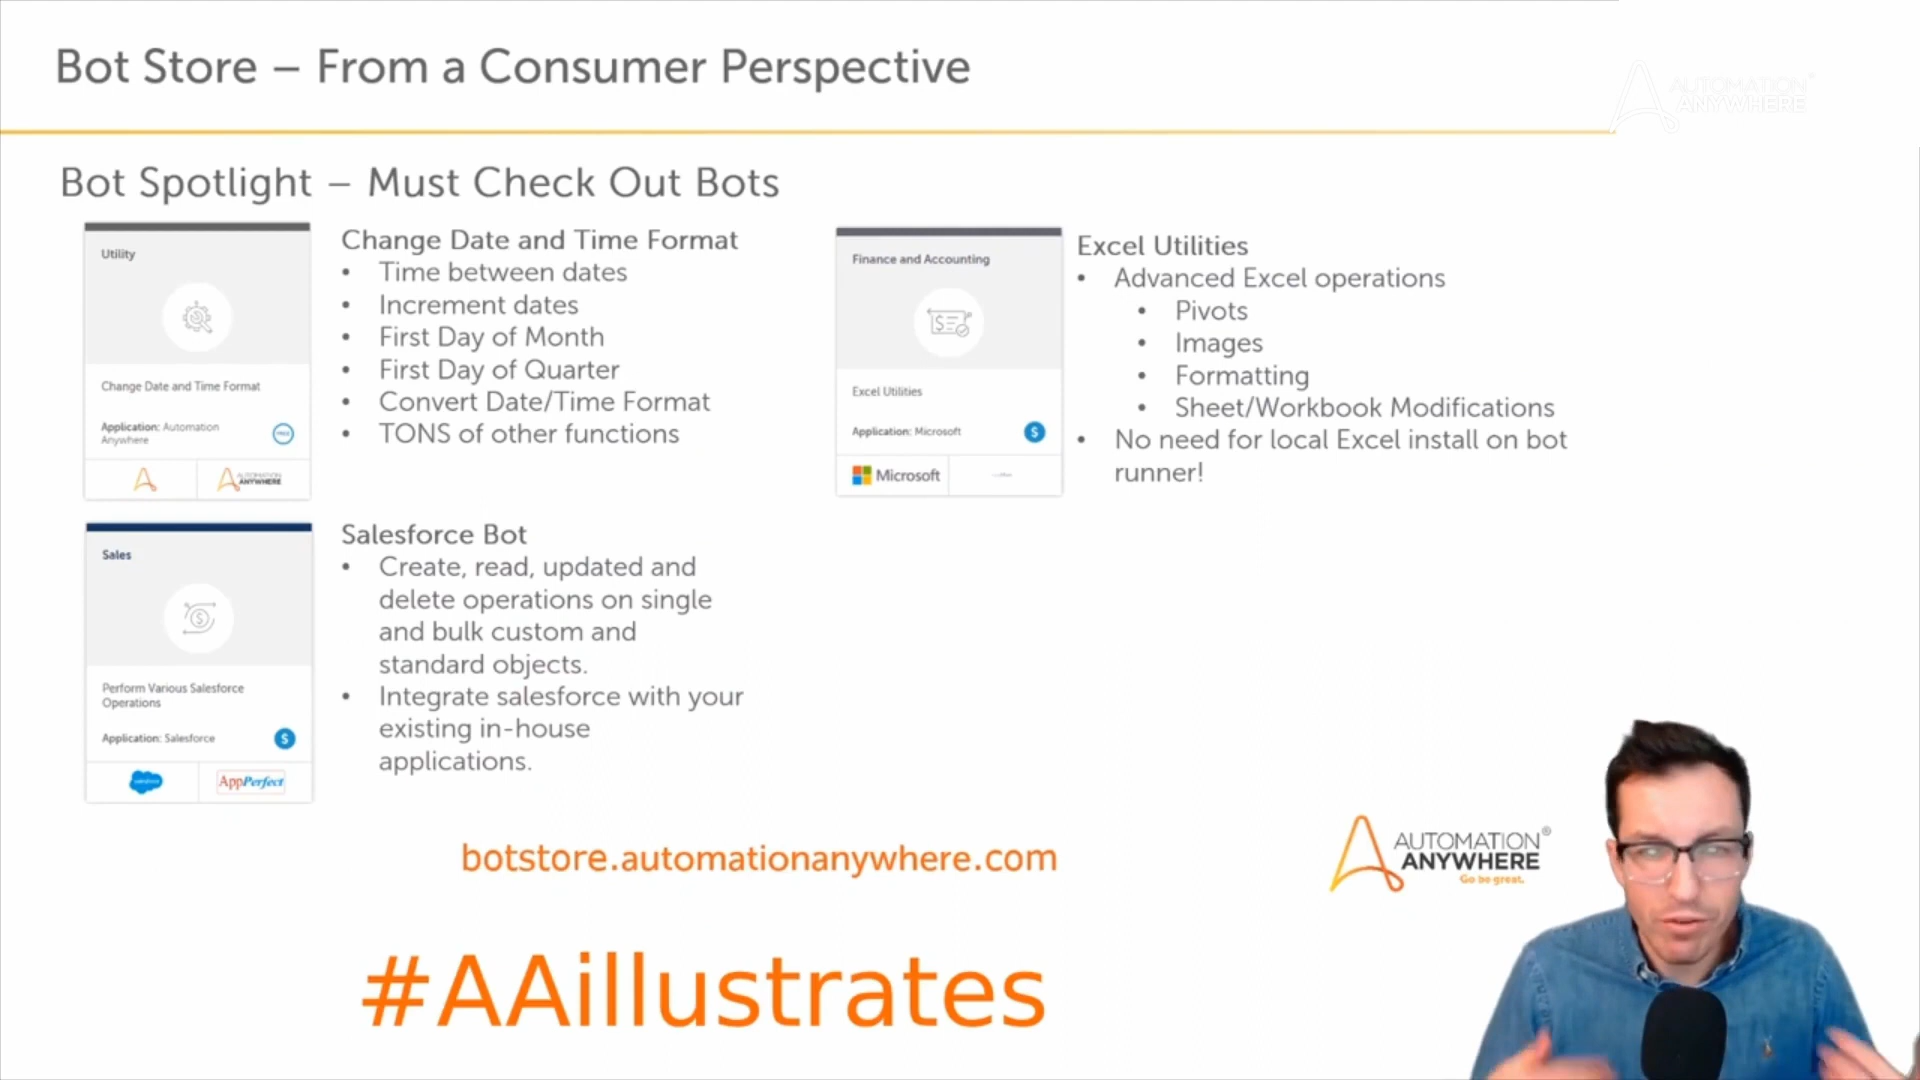 Bot Store – From a Consumer Perspective
AUTOMATION
ANYWHERE
Bot Spotlight – Must Check Out Bots
Utility
Change Date and Time Format
Application: Automation
Anywhere
FREE
AUTOMATION
ANYWHERE
Change Date and Time Format
• Time between dates
• Increment dates
• First Day of Month
• First Day of Quarter
• Convert Date/Time Format
• TONS of other functions
Finance and Accounting
Excel Utilities
Application: Microsoft
$
Microsoft
Excel Utilities
• Advanced Excel operations
• Pivots
• Images
• Formatting
• Sheet/Workbook Modifications
• No need for local Excel install on bot
runner!
Sales
Perform Various Salesforce
Operations
Application: Salesforce
$
salesforce
AppPerfect
Salesforce Bot
• Create, read, updated and
delete operations on single
and bulk custom and
standard objects.
• Integrate salesforce with your
existing in-house
applications.
botstore.automationanywhere.com
AUTOMATION®
ANYWHERE
Go be great.
#AAillustrates